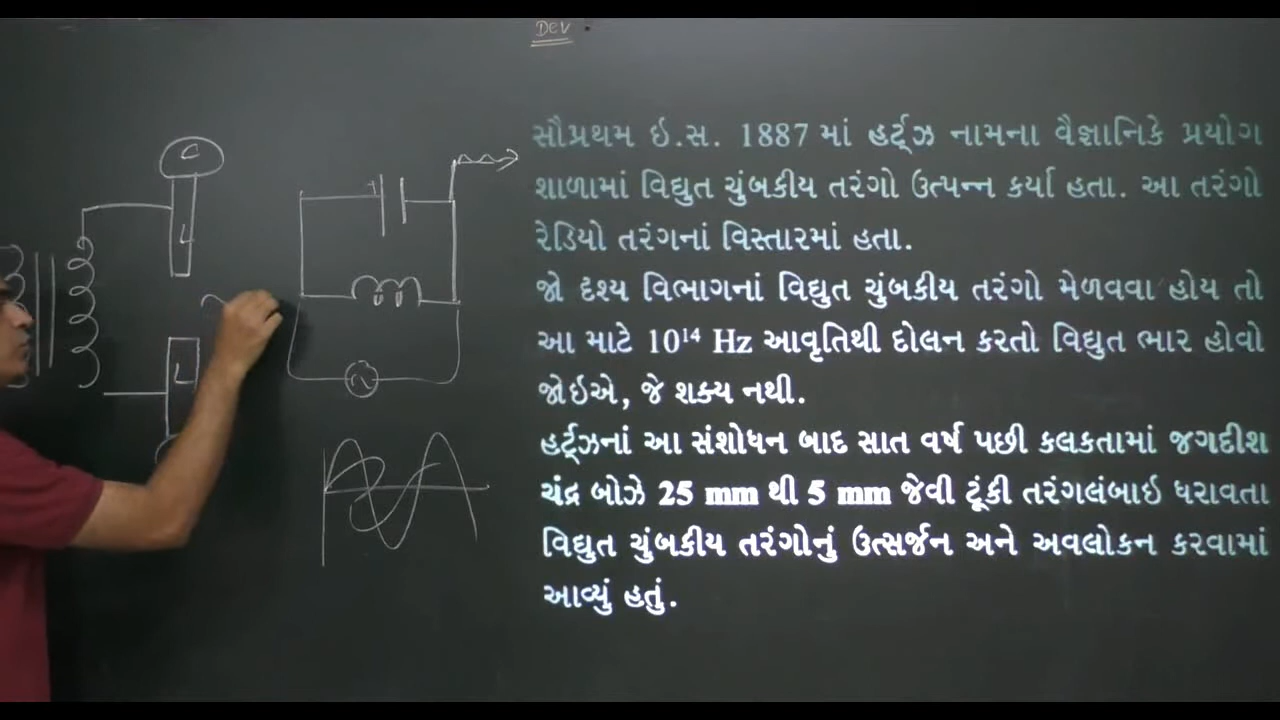 Dev
સૌપ્રથમ ઇ.સ. 1887 માં હર્ટ્ઝ નામના વૈજ્ઞાનિકે પ્રયોગ
શાળામાં વિદ્યુત ચુંબકીય તરંગો ઉત્પન્ન કર્યા હતા. આ તરંગો
રેડિયો તરંગનાં વિસ્તારમાં હતા.
જો દૃશ્ય વિભાગનાં વિદ્યુત ચુંબકીય તરંગો મેળવવા હોય તો
આ માટે 10¹⁴ Hz આવૃતિથી દોલન કરતો વિદ્યુત ભાર હોવો
જોઇએ, જે શક્ય નથી.
હર્ટ્ઝનાં આ સંશોધન બાદ સાત વર્ષ પછી કલકતામાં જગદીશ
ચંદ્ર બોઝે 25 mm થી 5 mm જેવી ટૂંકી તરંગલંબાઇ ધરાવતા
વિદ્યુત ચુંબકીય તરંગોનું ઉત્સર્જન અને અવલોકન કરવામાં
આવ્યું હતું.
C
L
L